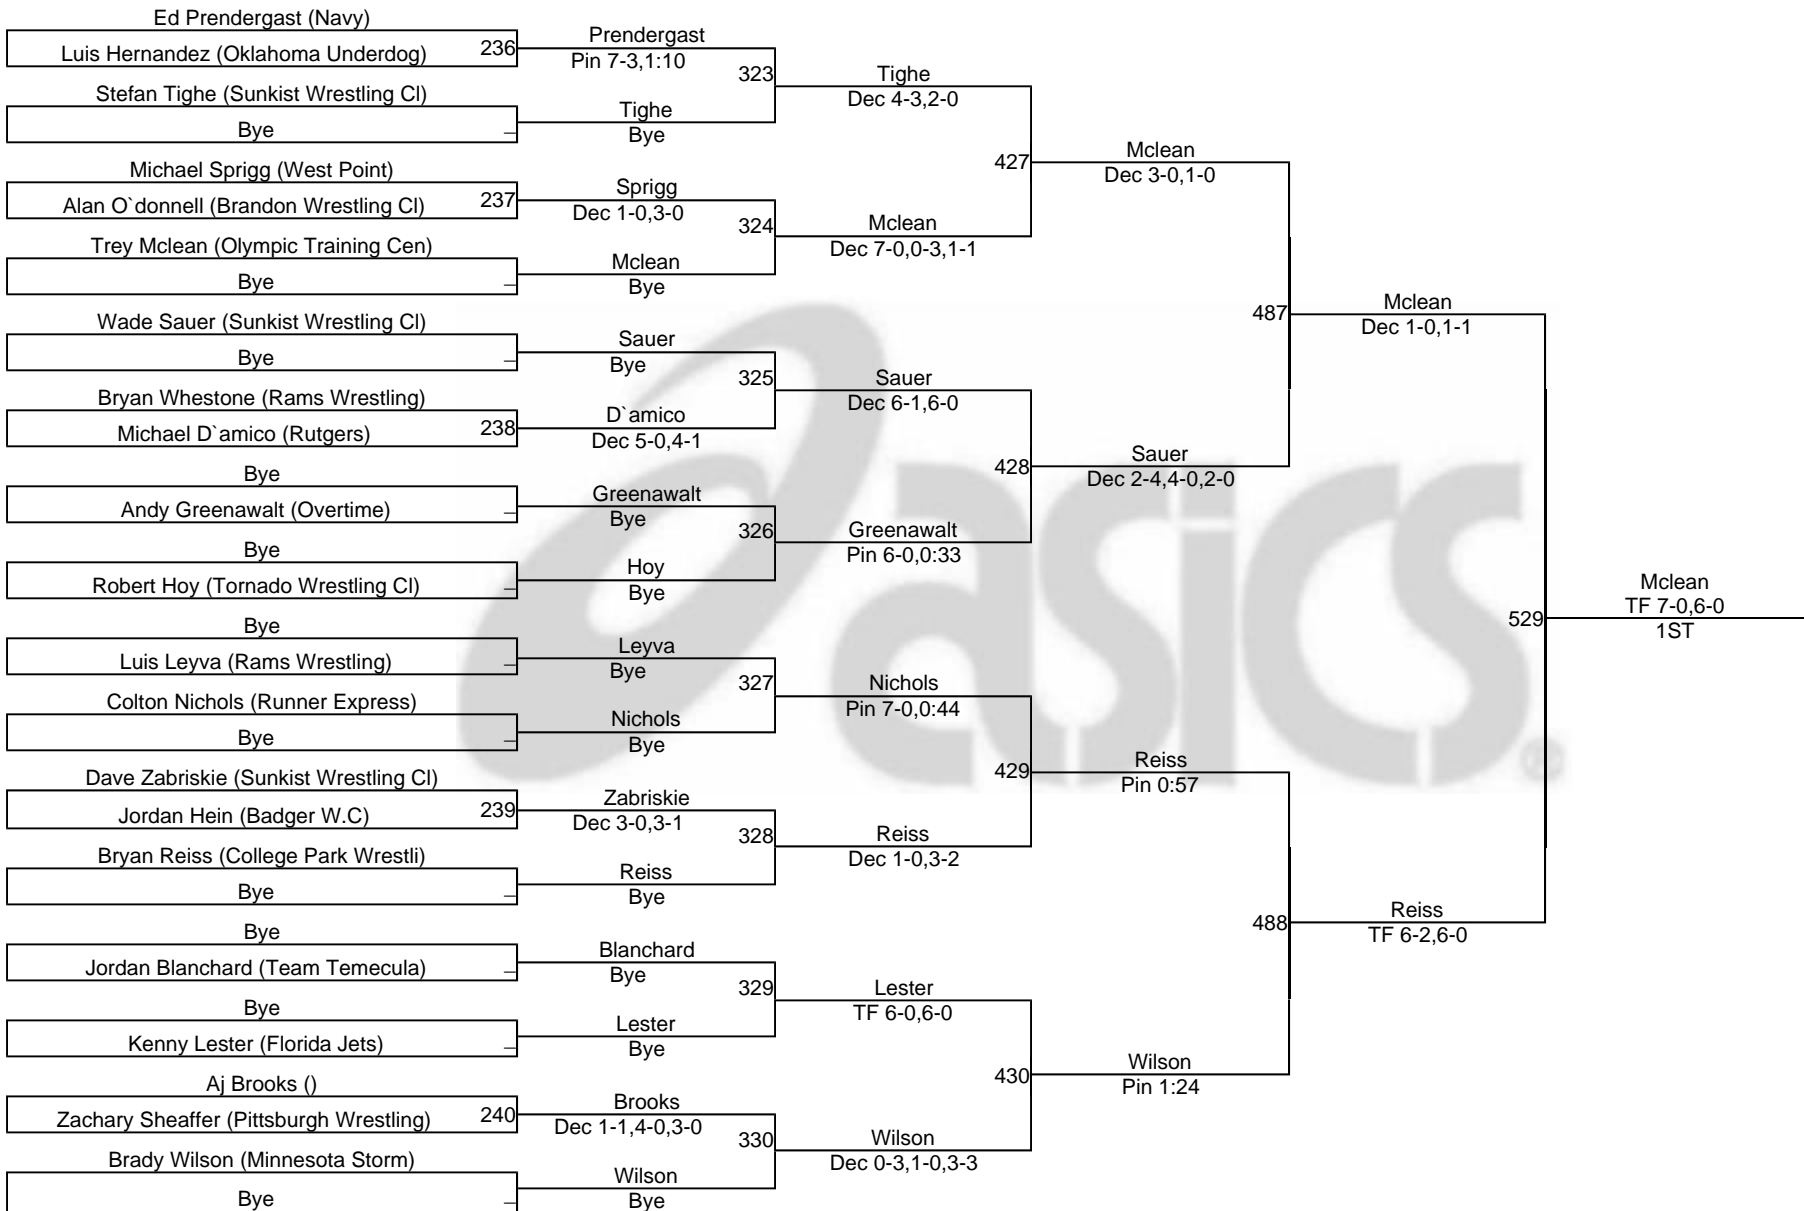 Ed Prendergast (Navy)
Luis Hernandez (Oklahoma Underdog) 236
Stefan Tighe (Sunkist Wrestling Cl)
Bye _
Michael Sprigg (West Point)
Alan O`donnell (Brandon Wrestling Cl) 237
Trey Mclean (Olympic Training Cen)
Bye _
Wade Sauer (Sunkist Wrestling Cl)
Bye _
Bryan Whestone (Rams Wrestling)
Michael D`amico (Rutgers) 238
Bye
Andy Greenawalt (Overtime) _
Bye
Robert Hoy (Tornado Wrestling Cl) _
Bye
Luis Leyva (Rams Wrestling) _
Colton Nichols (Runner Express)
Bye _
Dave Zabriskie (Sunkist Wrestling Cl)
Jordan Hein (Badger W.C) 239
Bryan Reiss (College Park Wrestli)
Bye _
Bye
Jordan Blanchard (Team Temecula) _
Bye
Kenny Lester (Florida Jets) _
Aj Brooks ()
Zachary Sheaffer (Pittsburgh Wrestling) 240
Brady Wilson (Minnesota Storm)
Bye _
Prendergast
Pin 7-3,1:10
323
Tighe
Bye
Sprigg
Dec 1-0,3-0
324
Mclean
Bye
Sauer
Bye
325
D`amico
Dec 5-0,4-1
Greenawalt
Bye
326
Hoy
Bye
Leyva
Bye
327
Nichols
Bye
Zabriskie
Dec 3-0,3-1
328
Reiss
Bye
Blanchard
Bye
329
Lester
Bye
Brooks
Dec 1-1,4-0,3-0
330
Wilson
Bye
Tighe
Dec 4-3,2-0
427
Mclean
Dec 7-0,0-3,1-1
Sauer
Dec 6-1,6-0
428
Greenawalt
Pin 6-0,0:33
Nichols
Pin 7-0,0:44
429
Reiss
Dec 1-0,3-2
Lester
TF 6-0,6-0
430
Wilson
Dec 0-3,1-0,3-3
Mclean
Dec 3-0,1-0
487
Sauer
Dec 2-4,4-0,2-0
Reiss
Pin 0:57
488
Wilson
Pin 1:24
Mclean
Dec 1-0,1-1
529
Reiss
TF 6-2,6-0
Mclean
TF 7-0,6-0
1ST
asics®